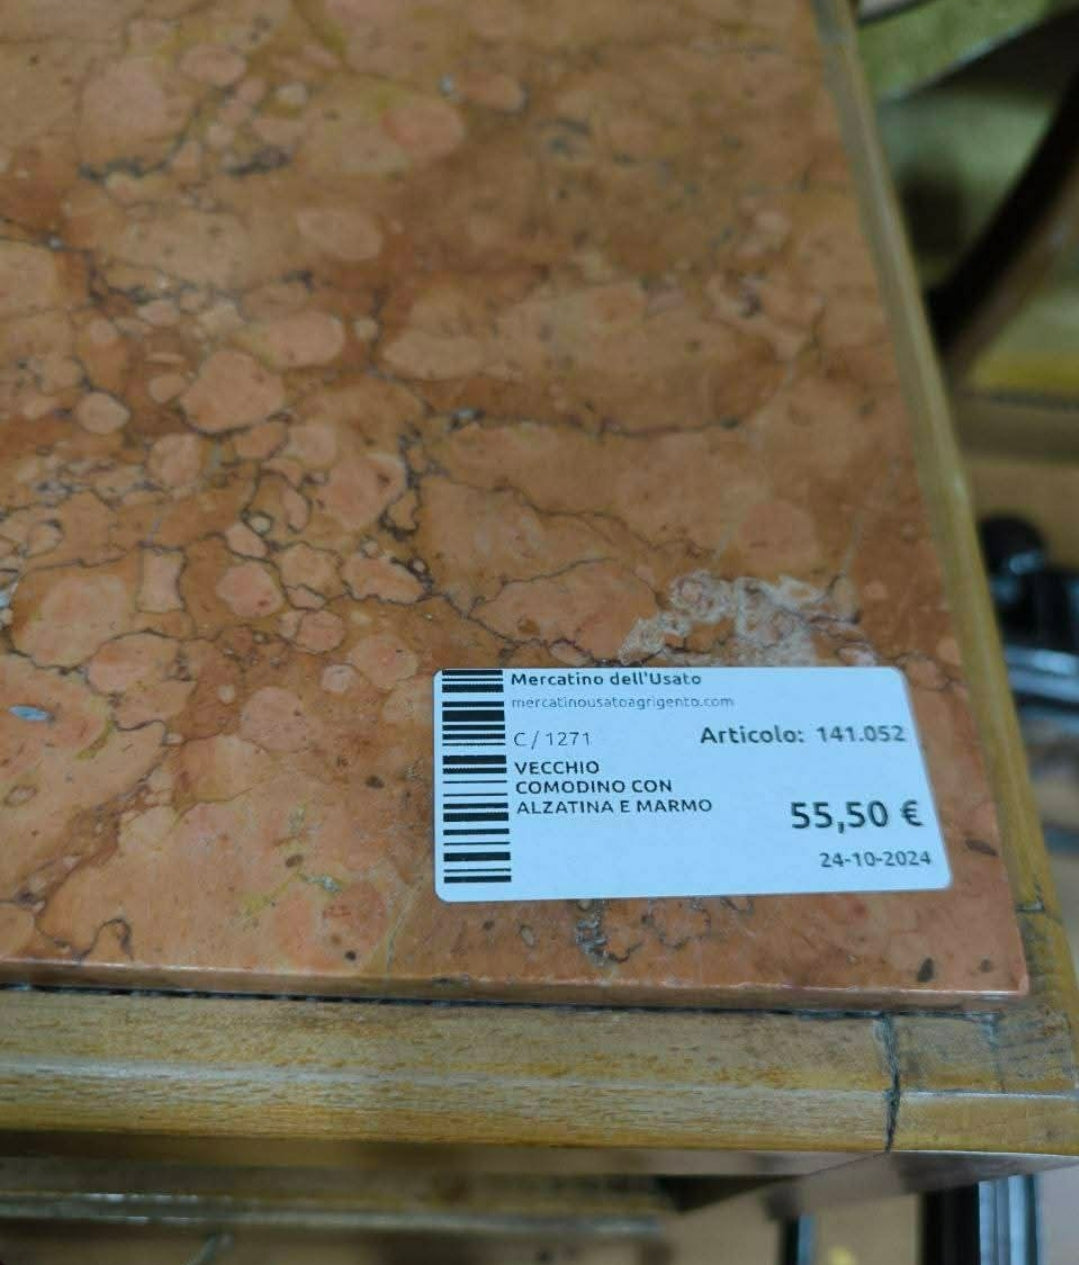 Mercatino dell'Usato
mercatinousatoagrigento.com
C/1271
Articolo: 141.052
VECCHIO
COMODINO CON
ALZATINA E MARMO
55,50 €
24-10-2024